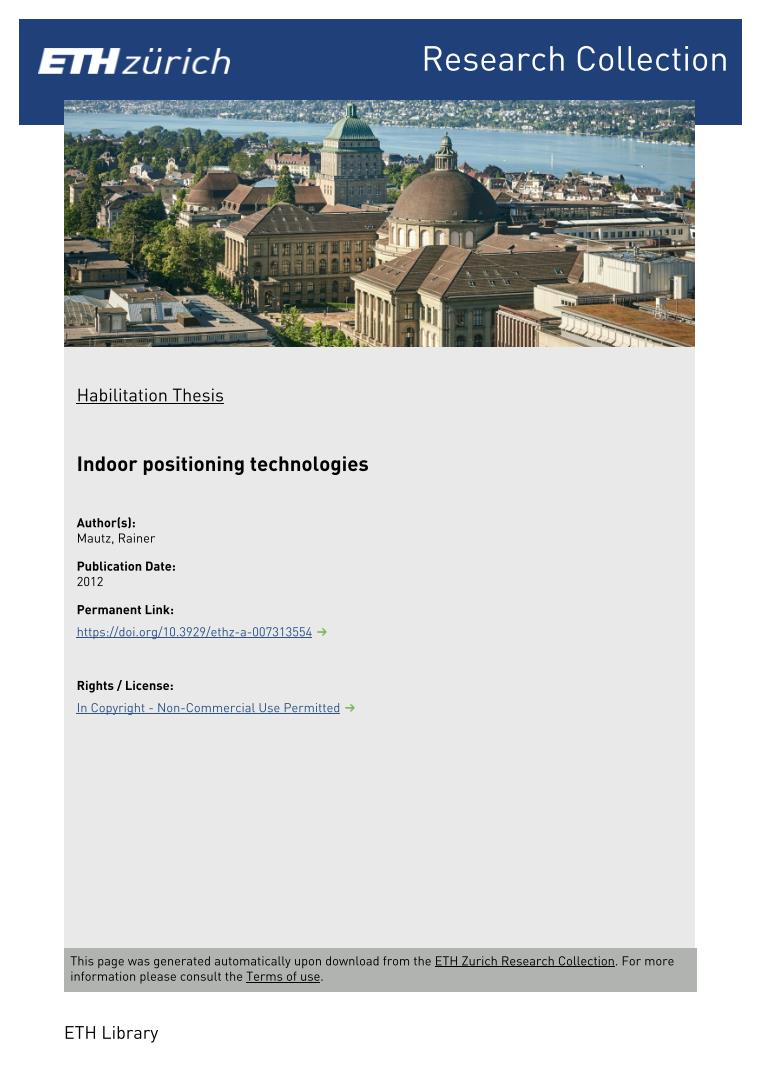 ETH zürich
Research Collection
Habilitation Thesis
Indoor positioning technologies
Author(s):
Mautz, Rainer
Publication Date:
2012
Permanent Link:
https://doi.org/10.3929/ethz-a-007313554 →
Rights / License:
In Copyright - Non-Commercial Use Permitted →
This page was generated automatically upon download from the ETH Zurich Research Collection. For more
information please consult the Terms of use.
ETH Library